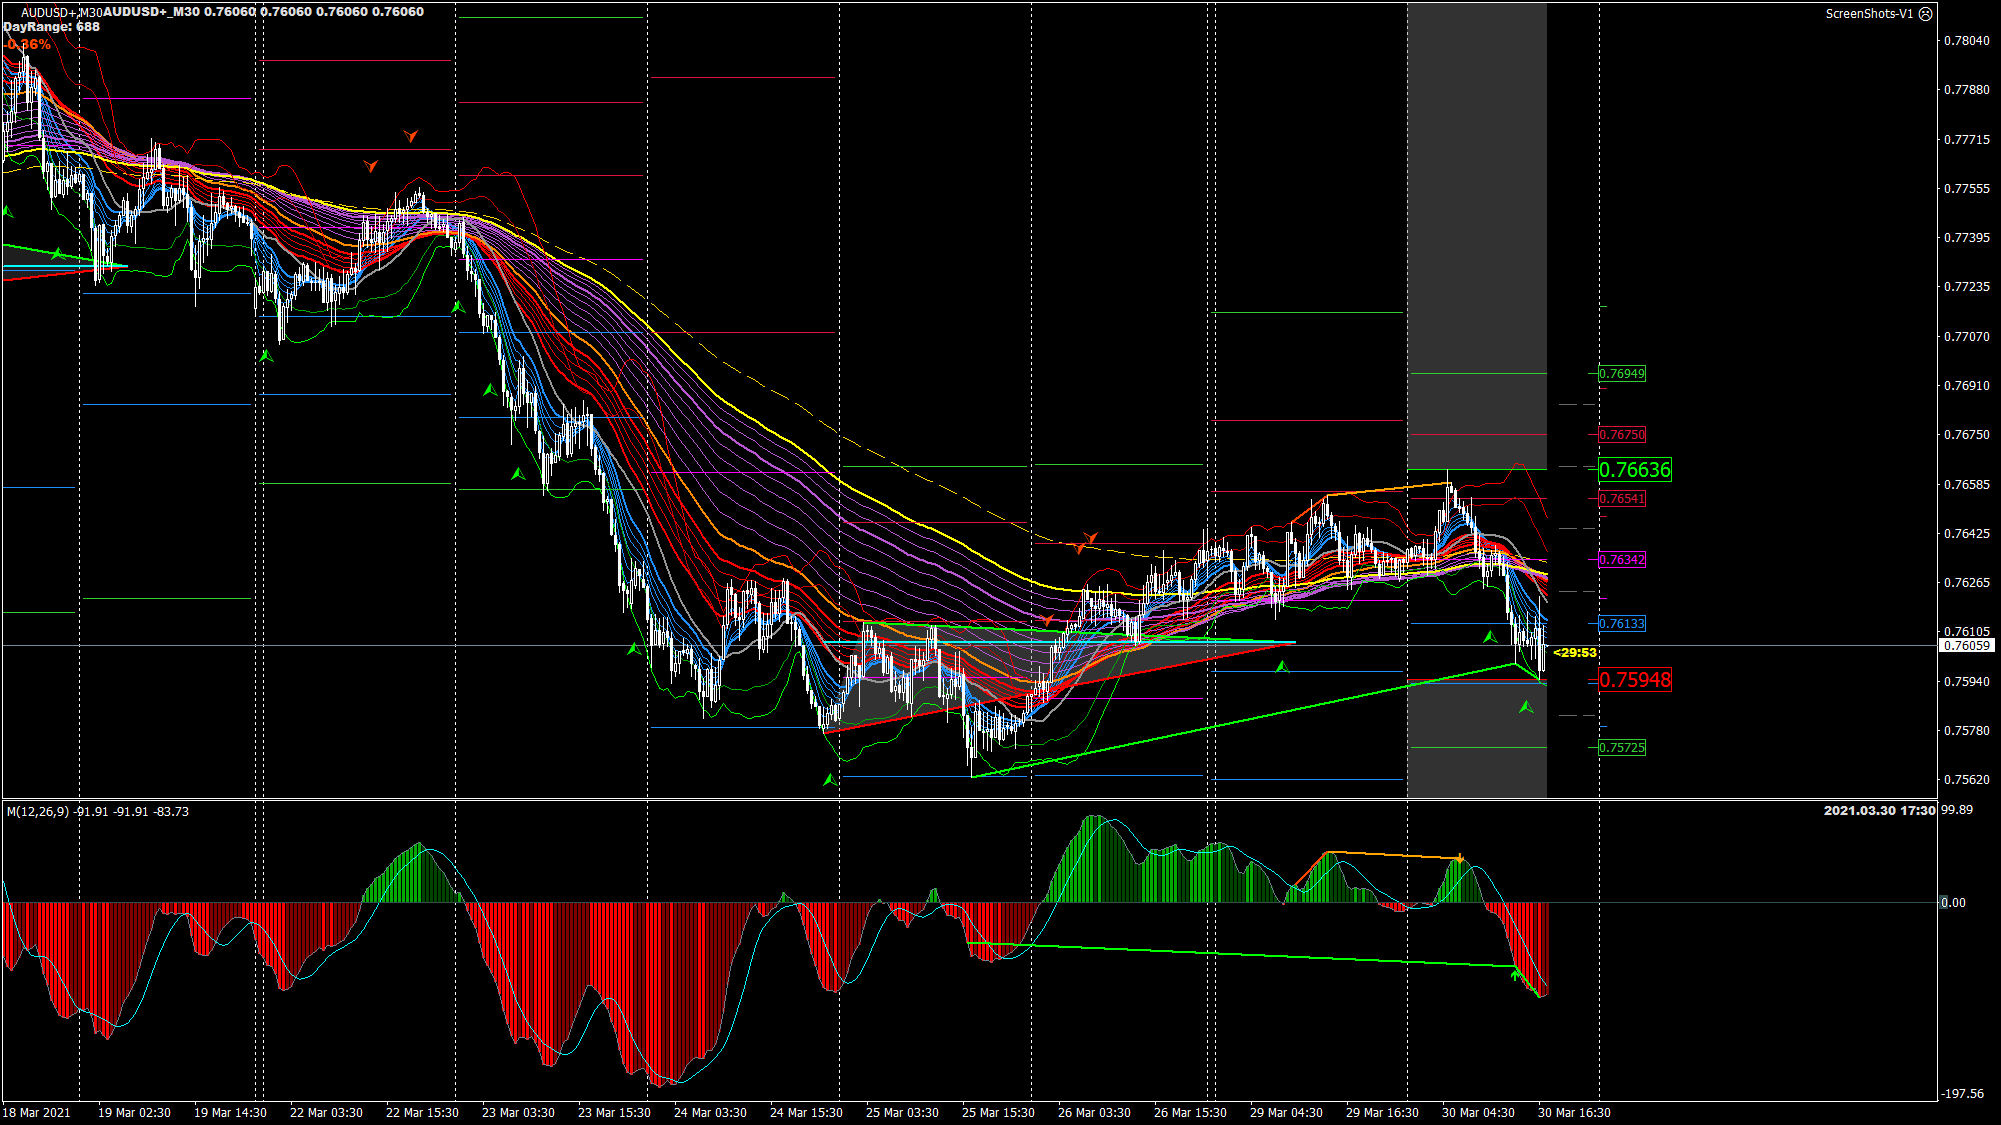 AUDUSD+,M30
AUDUSD+_M30 0.76060 0.76060 0.76060 0.76060
ScreenShots-V1
DayRange: 688
-0.36%
0.78040
0.77880
0.77715
0.77555
0.77395
0.77235
0.77070
0.76910
0.76750
0.76585
0.76425
0.76265
0.76105
0.76059
0.75940
0.75780
0.75620
0.76949
0.76750
0.76636
0.76541
0.76342
0.76133
<29:53
0.75948
0.75725
M(12,26,9) -91.91 -91.91 -83.73
2021.03.30 17:30
99.89
0.00
-197.56
18 Mar 2021
19 Mar 02:30
19 Mar 14:30
22 Mar 03:30
22 Mar 15:30
23 Mar 03:30
23 Mar 15:30
24 Mar 03:30
24 Mar 15:30
25 Mar 03:30
25 Mar 15:30
26 Mar 03:30
26 Mar 15:30
29 Mar 04:30
29 Mar 16:30
30 Mar 04:30
30 Mar 16:30